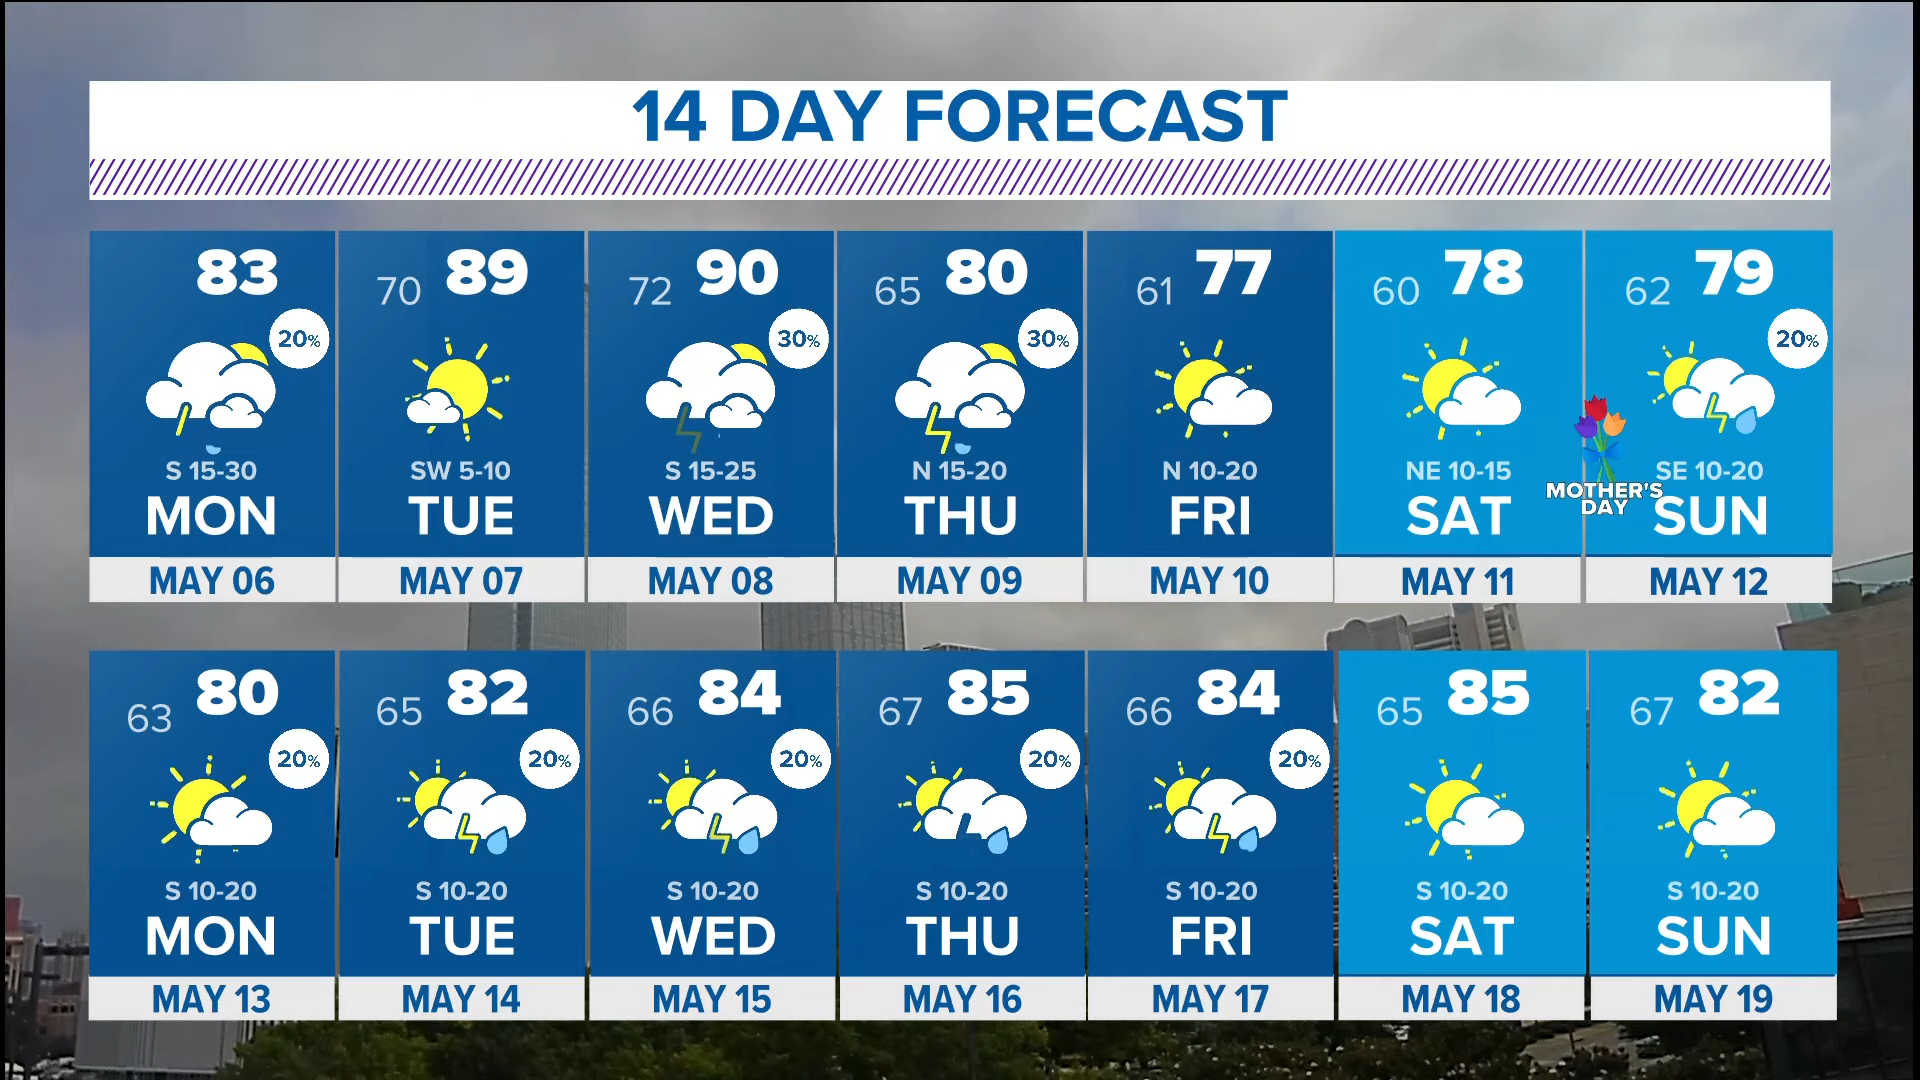 14 DAY FORECAST
83
20%
S 15-30
MON
MAY 06
70 89
SW 5-10
TUE
MAY 07
72 90
30%
S 15-25
WED
MAY 08
65 80
30%
N 15-20
THU
MAY 09
61 77
N 10-20
FRI
MAY 10
60 78
NE 10-15
SAT
MAY 11
62 79
20%
MOTHER'S
DAY
SE 10-20
SUN
MAY 12
63 80
20%
S 10-20
MON
MAY 13
65 82
20%
S 10-20
TUE
MAY 14
66 84
20%
S 10-20
WED
MAY 15
67 85
20%
S 10-20
THU
MAY 16
66 84
20%
S 10-20
FRI
MAY 17
65 85
S 10-20
SAT
MAY 18
67 82
S 10-20
SUN
MAY 19